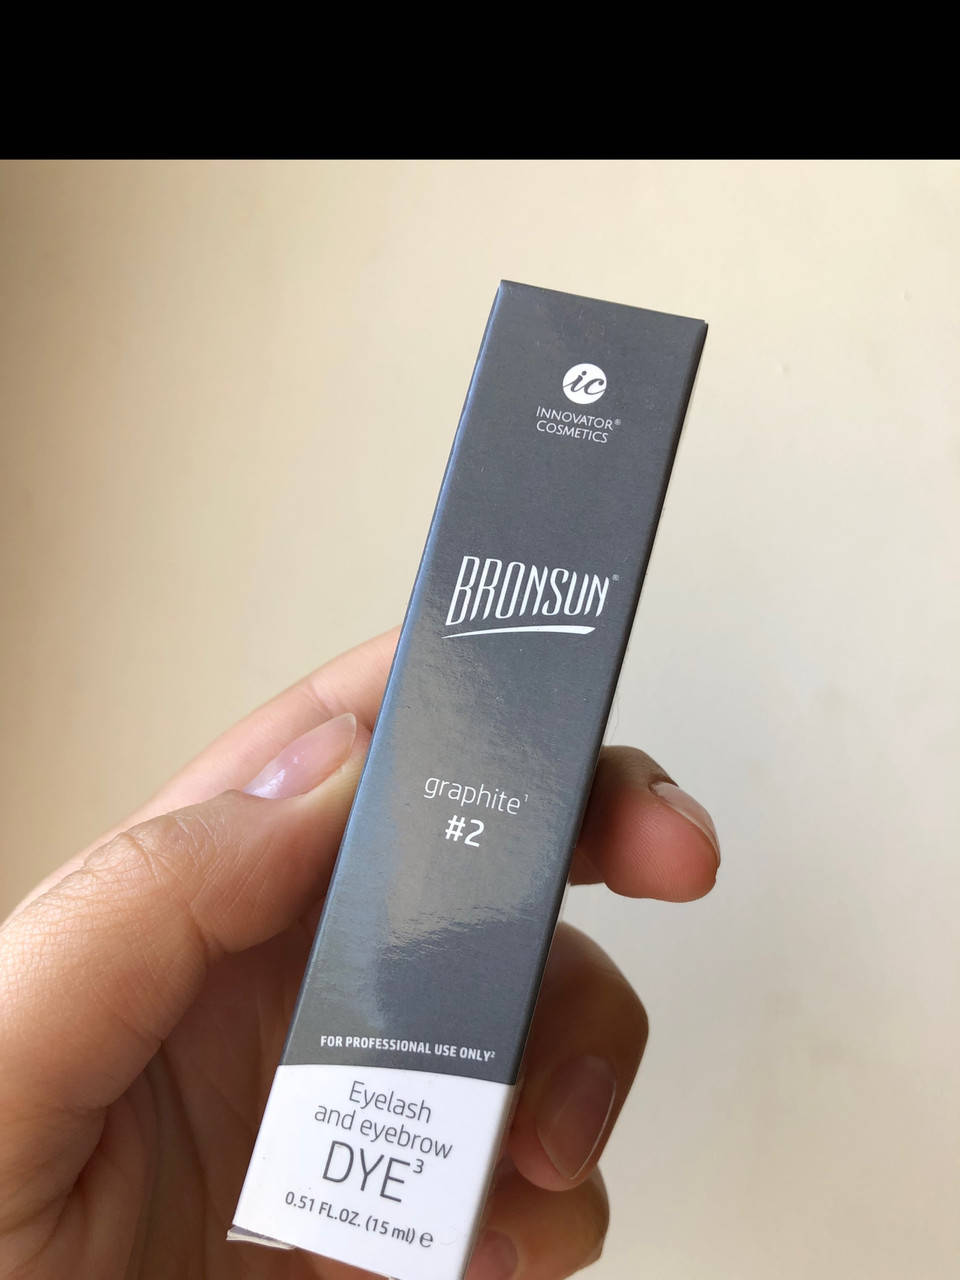 ic
INNOVATOR®
COSMETICS
BRONSUN®
graphite¹
#2
FOR PROFESSIONAL USE ONLY²
Eyelash
and eyebrow
DYE³
0.51 FL.OZ. (15 ml) ℮